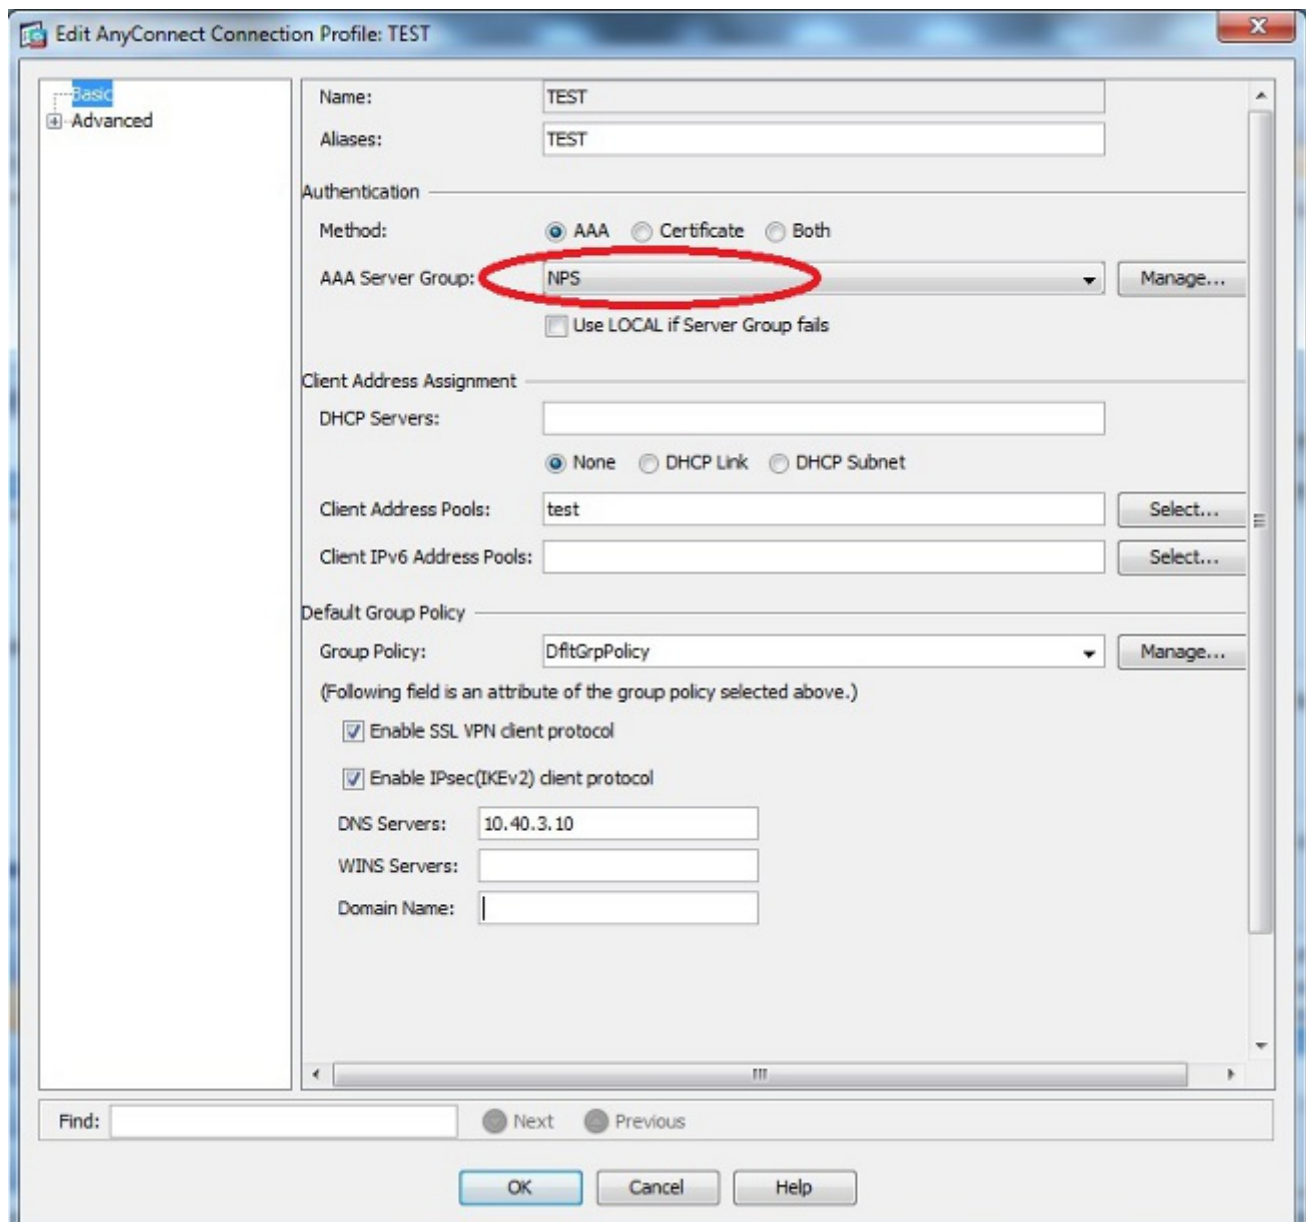 Edit AnyConnect Connection Profile: TEST
Basic
Advanced
Name: TEST
Aliases: TEST
Authentication
Method: AAA Certificate Both
AAA Server Group: NPS Manage...
Use LOCAL if Server Group fails
Client Address Assignment
DHCP Servers:
None DHCP Link DHCP Subnet
Client Address Pools: test Select...
Client IPv6 Address Pools: Select...
Default Group Policy
Group Policy: DfltGrpPolicy Manage...
(Following field is an attribute of the group policy selected above.)
Enable SSL VPN client protocol
Enable IPsec(IKEv2) client protocol
DNS Servers: 10.40.3.10
WINS Servers:
Domain Name:
Find: Next Previous
OK Cancel Help